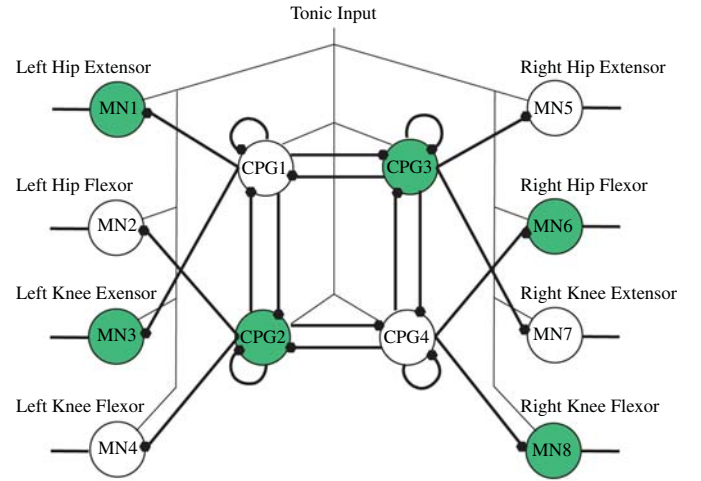 Tonic Input
Left Hip Extensor
Right Hip Extensor
MN1
MN5
CPG1
CPG3
Left Hip Flexor
Right Hip Flexor
MN2
MN6
Left Knee Exensor
Right Knee Extensor
MN3
CPG2
CPG4
MN7
Left Knee Flexor
Right Knee Flexor
MN4
MN8